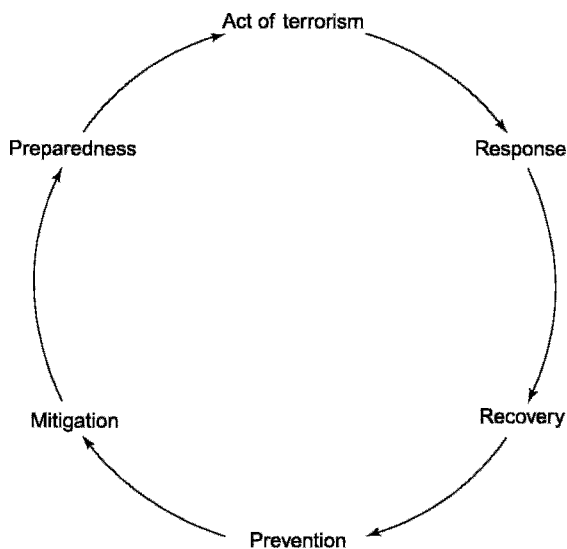 Act of terrorism
Preparedness
Response
Mitigation
Recovery
Prevention